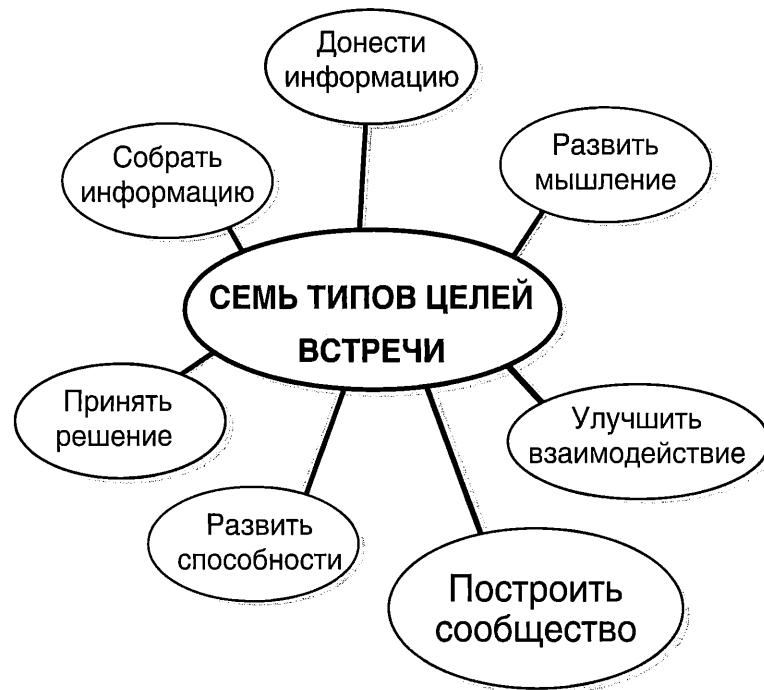 Донести
информацию
Развить
мышление
Собрать
информацию
СЕМЬ ТИПОВ ЦЕЛЕЙ
ВСТРЕЧИ
Принять
решение
Улучшить
взаимодействие
Развить
способности
Построить
сообщество